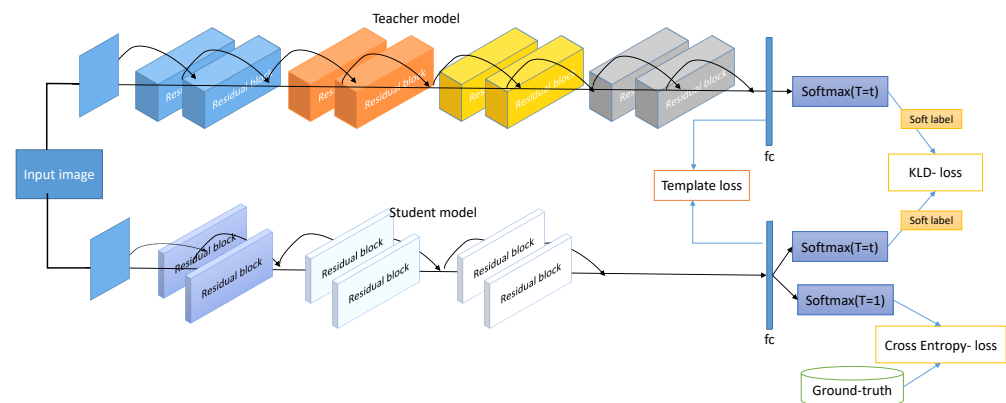 Teacher model
Residual block
Residual block
Residual block
Residual block
Residual block
Residual block
Residual block
Residual block
Softmax(T=t)
Soft label
fc
Input image
Template loss
KLD- loss
Student model
Soft label
Residual block
Residual block
Residual block
Residual block
Residual block
Residual block
Softmax(T=t)
Softmax(T=1)
fc
Cross Entropy- loss
Ground-truth